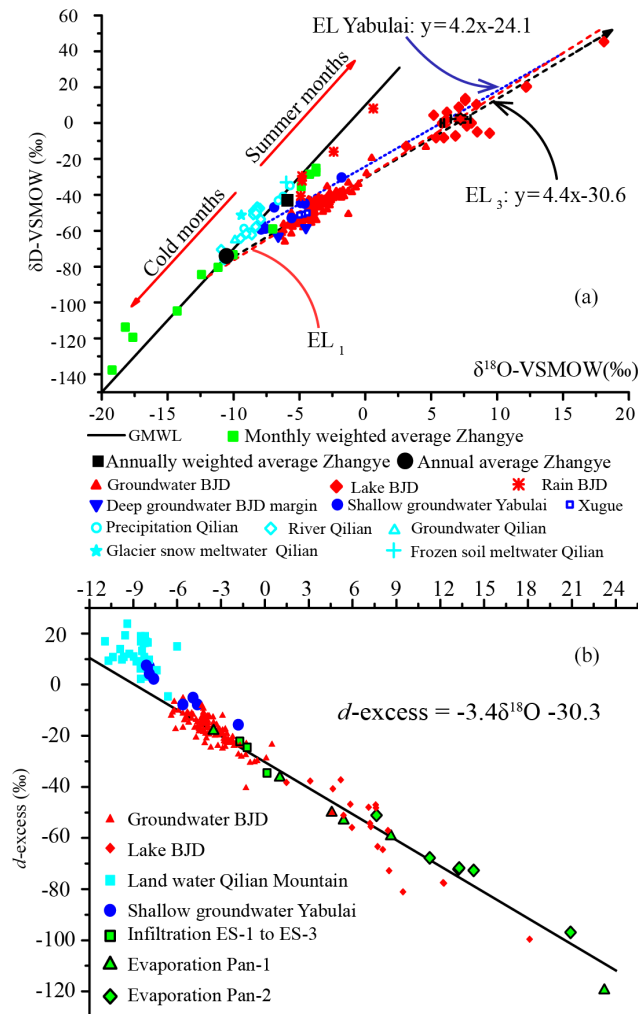 60
40
20
0
-20
-40
-60
-80
-100
-120
-140
δD-VSMOW (‰)
(a)
EL Yabulai: y=4.2x-24.1
Summer months
Cold months
EL3: y=4.4x-30.6
EL 1
(a)
δ18O-VSMOW(‰)
-20 -15 -10 -5 0 5 10 15 20
GMWL Monthly weighted average Zhangye
Annually weighted average Zhangye Annual average Zhangye
Groundwater BJD Lake BJD Rain BJD
Deep groundwater BJD margin Shallow groundwater Yabulai Xugue
Precipitation Qilian River Qilian Groundwater Qilian
Glacier snow meltwater Qilian Frozen soil meltwater Qilian
-12 -9 -6 -3 0 3 6 9 12 15 18 21 24
20
0
-20
-40
-60
-80
-100
-120
d-excess (‰)
(b)
d-excess = -3.4δ18O -30.3
Groundwater BJD
Lake BJD
Land water Qilian Mountain
Shallow groundwater Yabulai
Infiltration ES-1 to ES-3
Evaporation Pan-1
Evaporation Pan-2